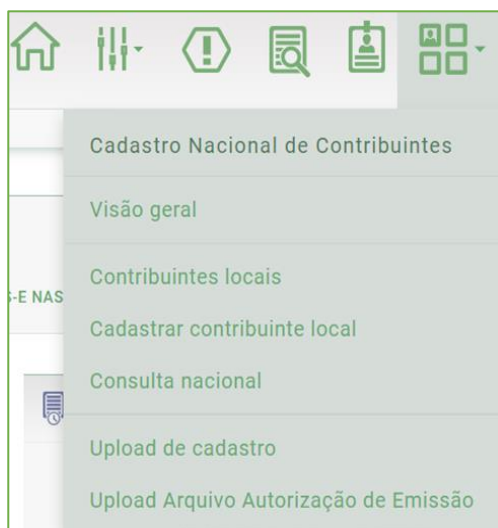 Cadastro Nacional de Contribuintes
Visão geral
S-E NAS
Contribuintes locais
Cadastrar contribuinte local
Consulta nacional
Upload de cadastro
Upload Arquivo Autorização de Emissão